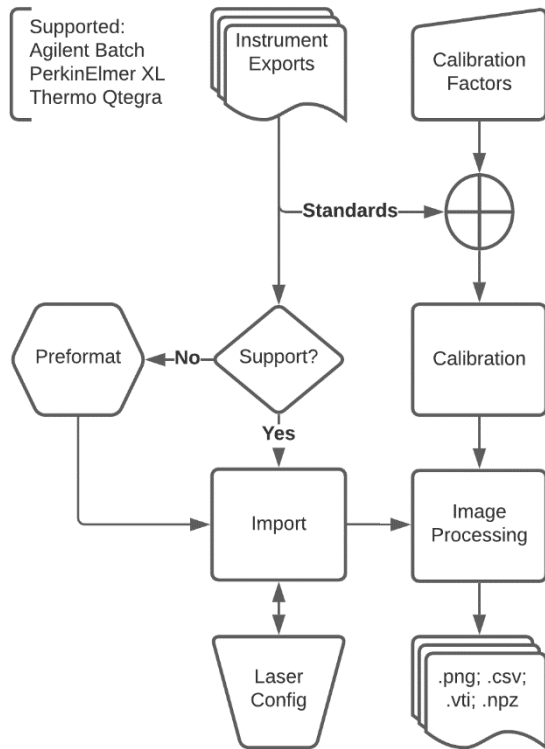 Supported:
Agilent Batch
PerkinElmer XL
Thermo Qtegra
Instrument
Exports
Calibration
Factors
Standards
Preformat
No
Support?
Calibration
Yes
Import
Image
Processing
Laser
Config
.png; .csv;
.vti; .npz